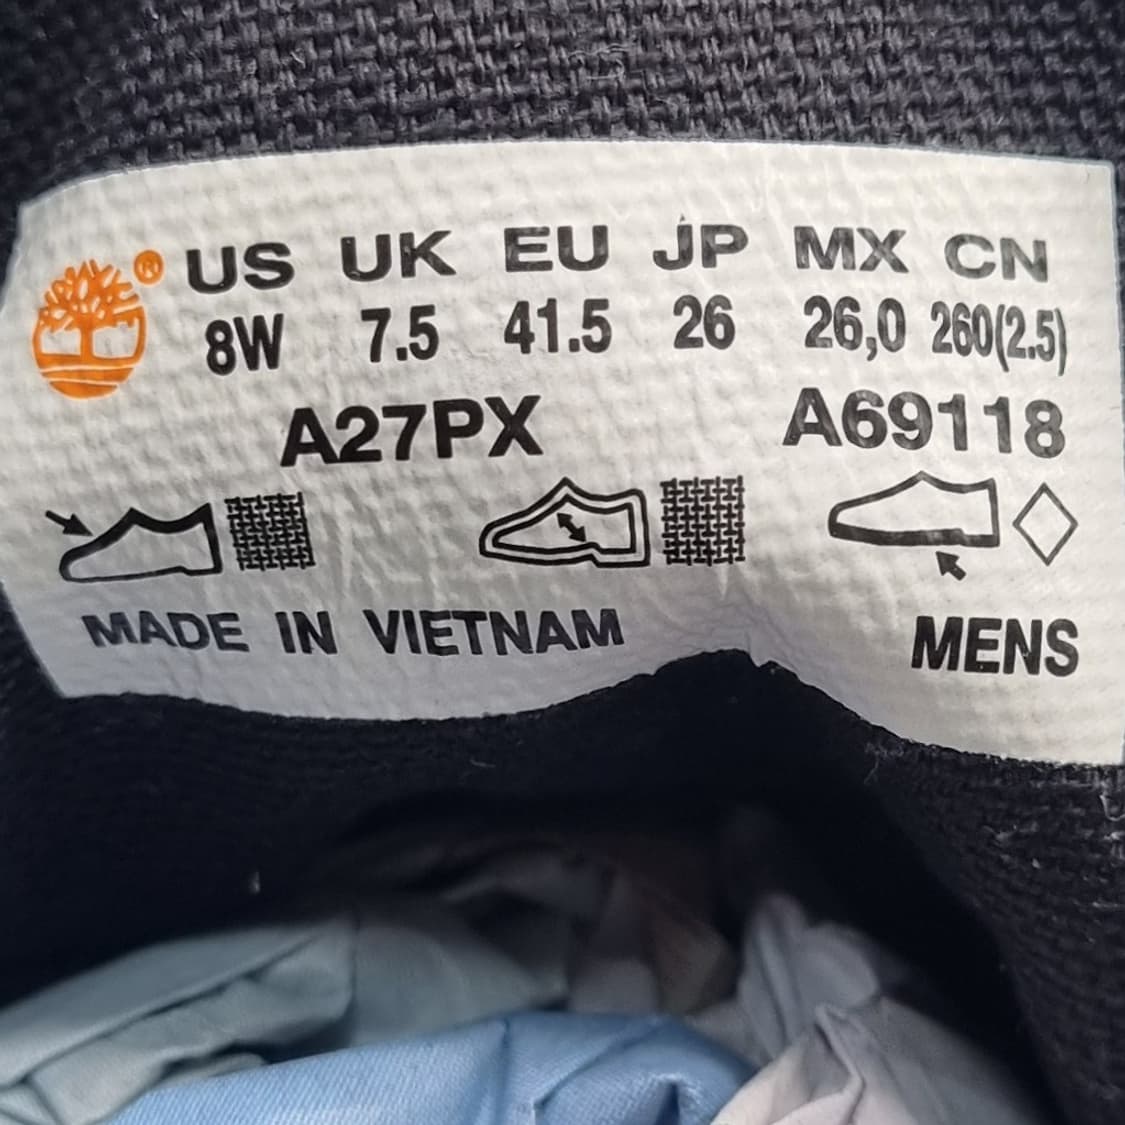 ® US UK EU JP MX CN
8W 7.5 41.5 26 26,0 260(2.5)
A27PX A69118
MADE IN VIETNAM MENS